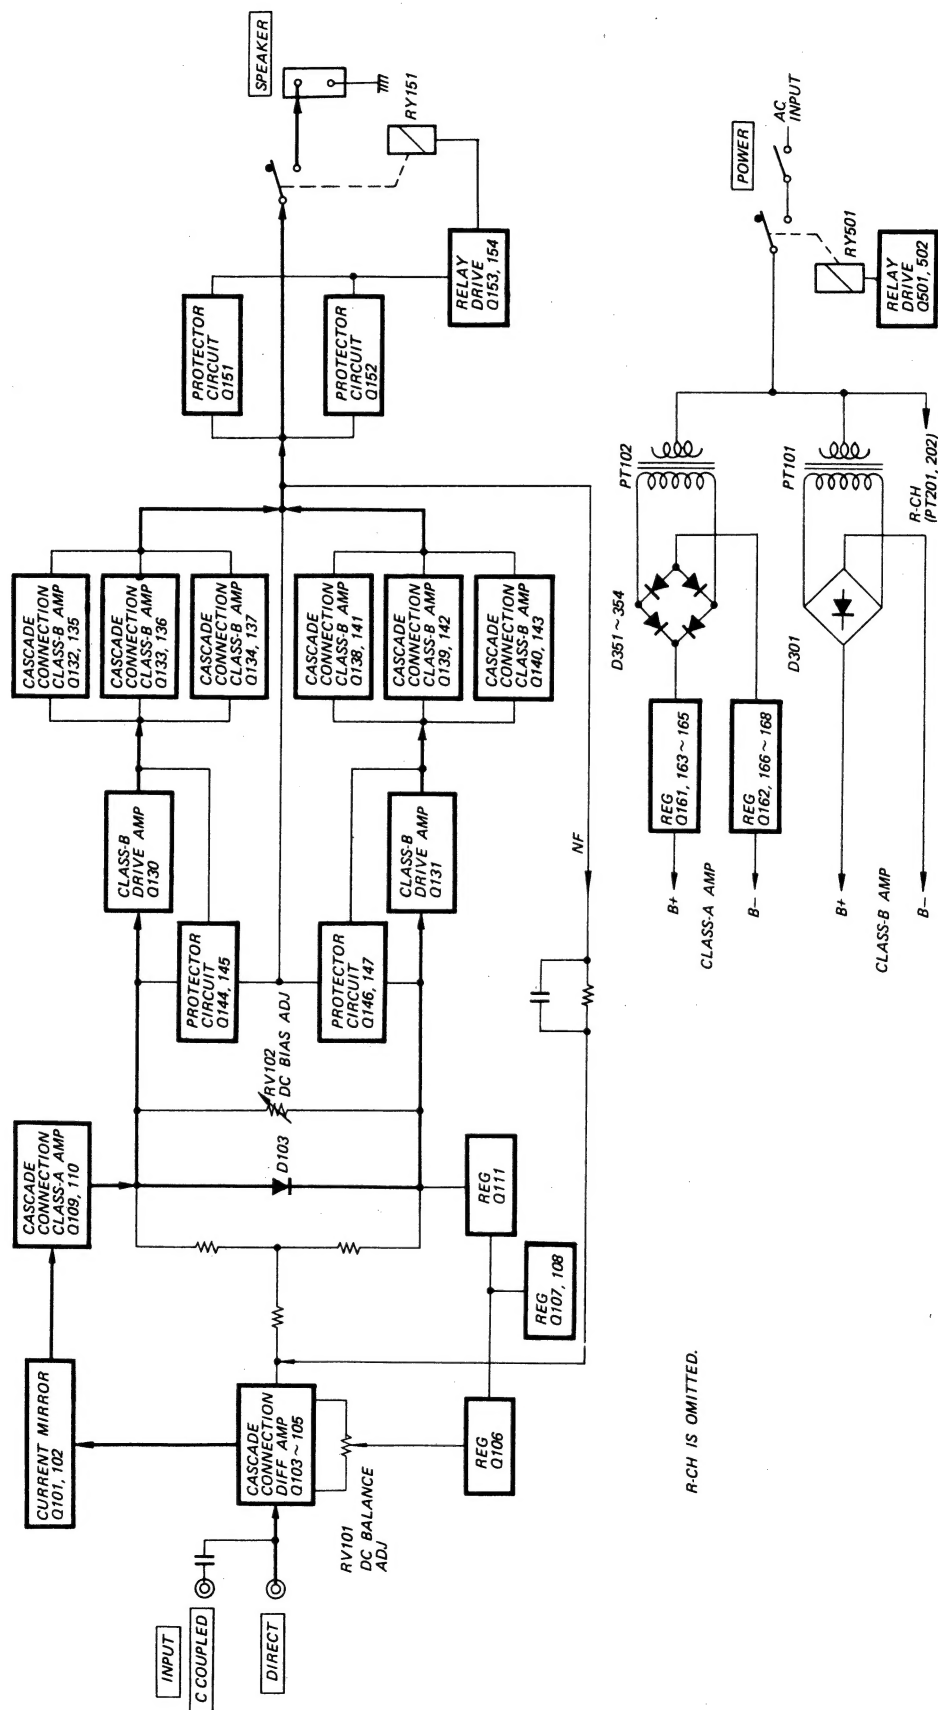 INPUT
C COUPLED
DIRECT
CURRENT MIRROR
Q101, 102
CASCADE
CONNECTION
DIFF AMP
Q103~105
RV101
DC BALANCE
ADJ
REG
Q106
REG
Q107, 108
REG
Q111
CASCADE
CONNECTION
CLASS-A AMP
Q109, 110
D103
RV102
DC BIAS ADJ
PROTECTOR
CIRCUIT
Q144, 145
PROTECTOR
CIRCUIT
Q146, 147
CLASS-B
DRIVE AMP
Q130
CLASS-B
DRIVE AMP
Q131
NF
CASCADE
CONNECTION
CLASS-B AMP
Q132, 135
CASCADE
CONNECTION
CLASS-B AMP
Q133, 136
CASCADE
CONNECTION
CLASS-B AMP
Q134, 137
CASCADE
CONNECTION
CLASS-B AMP
Q138, 141
CASCADE
CONNECTION
CLASS-B AMP
Q139, 142
CASCADE
CONNECTION
CLASS-B AMP
Q140, 143
PROTECTOR
CIRCUIT
Q151
PROTECTOR
CIRCUIT
Q152
RELAY
DRIVE
Q153, 154
RY151
SPEAKER
R-CH IS OMITTED.
B+
CLASS-A AMP
B-
B+
CLASS-B AMP
B-
REG
Q161, 163~165
REG
Q162, 166~168
D351~354
D301
PT102
PT101
R-CH
(PT201, 202)
RELAY
DRIVE
Q501, 502
RY501
POWER
AC
INPUT